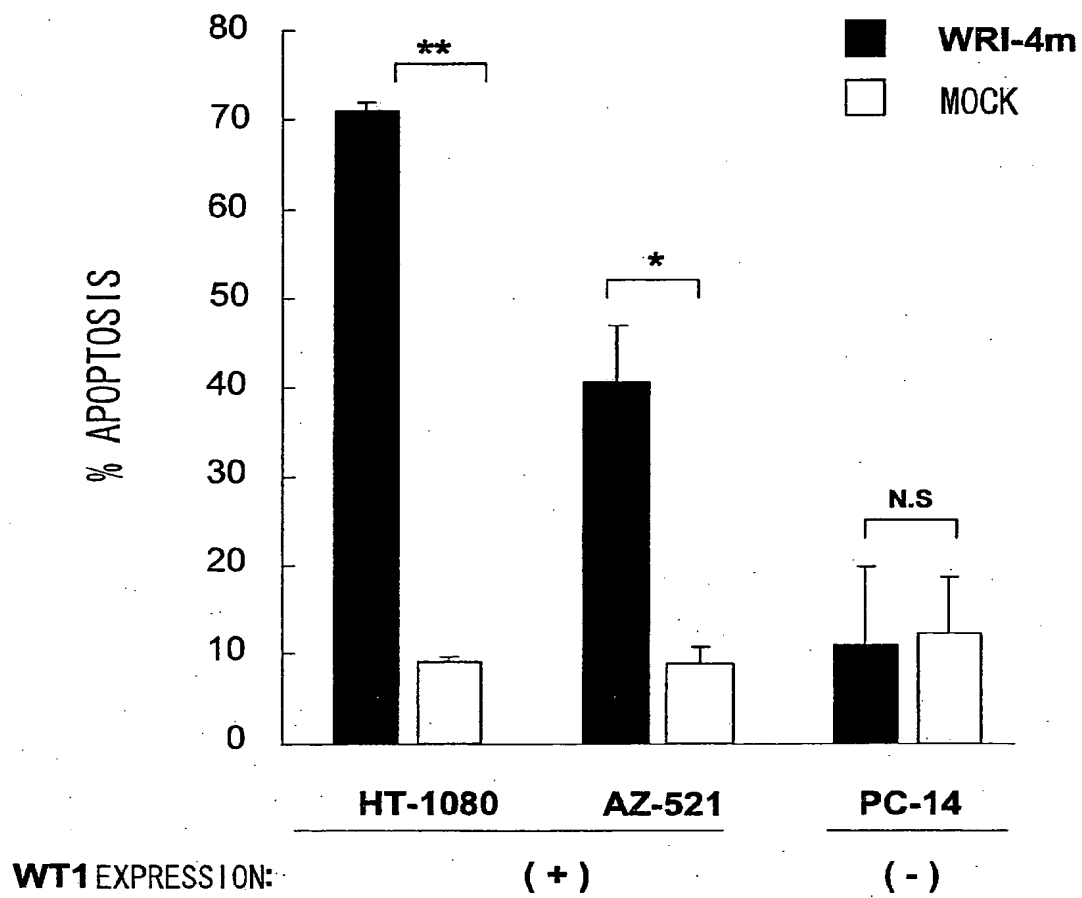 WRI-4m
MOCK
**
*
N.S
% APOPTOSIS
80
70
60
50
40
30
20
10
0
HT-1080 AZ-521 PC-14
WT1 EXPRESSION: (+) (-)